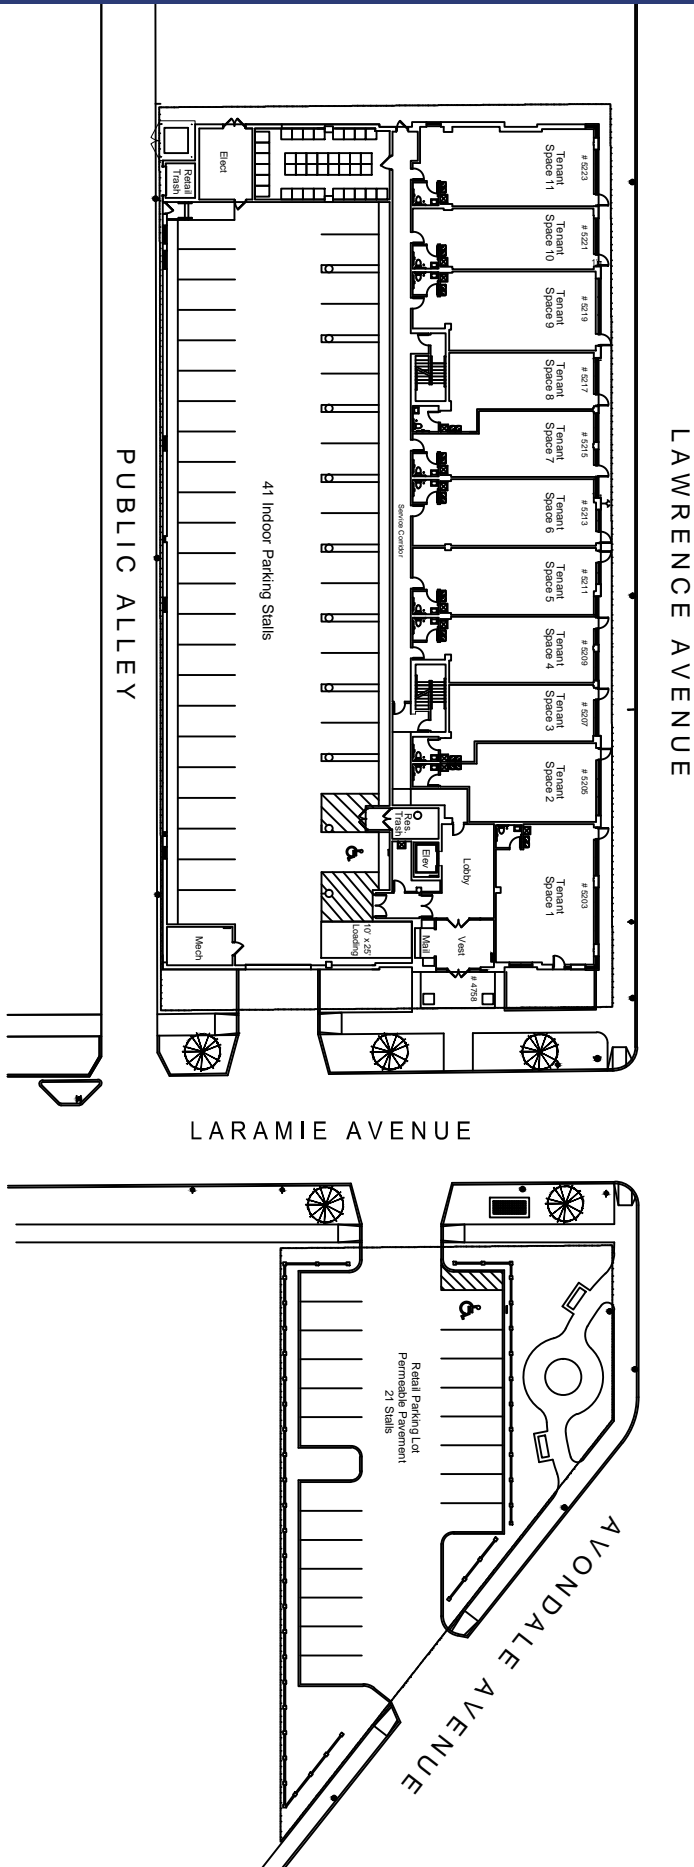 LAWRENCE AVENUE
# 5223
Tenant
Space 11
# 5221
Tenant
Space 10
# 5219
Tenant
Space 9
# 5217
Tenant
Space 8
# 5215
Tenant
Space 7
# 5213
Tenant
Space 6
# 5211
Tenant
Space 5
# 5209
Tenant
Space 4
# 5207
Tenant
Space 3
# 5205
Tenant
Space 2
# 5203
Tenant
Space 1
Elect
Retail
Trash
Service Corridor
41 Indoor Parking Stalls
PUBLIC ALLEY
Res.
Trash
Elev
Lobby
10' x 25'
Loading
Mail
Vest
# 4758
Mech
LARAMIE AVENUE
Retail Parking Lot
Permeable Pavement
21 Stalls
AVONDALE AVENUE